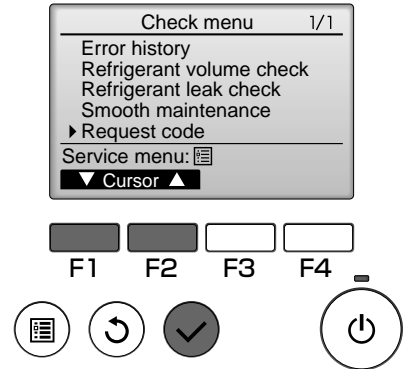 Check menu 1/1
Error history
Refrigerant volume check
Refrigerant leak check
Smooth maintenance
Request code
Service menu:
▼ Cursor ▲
F1 F2 F3 F4